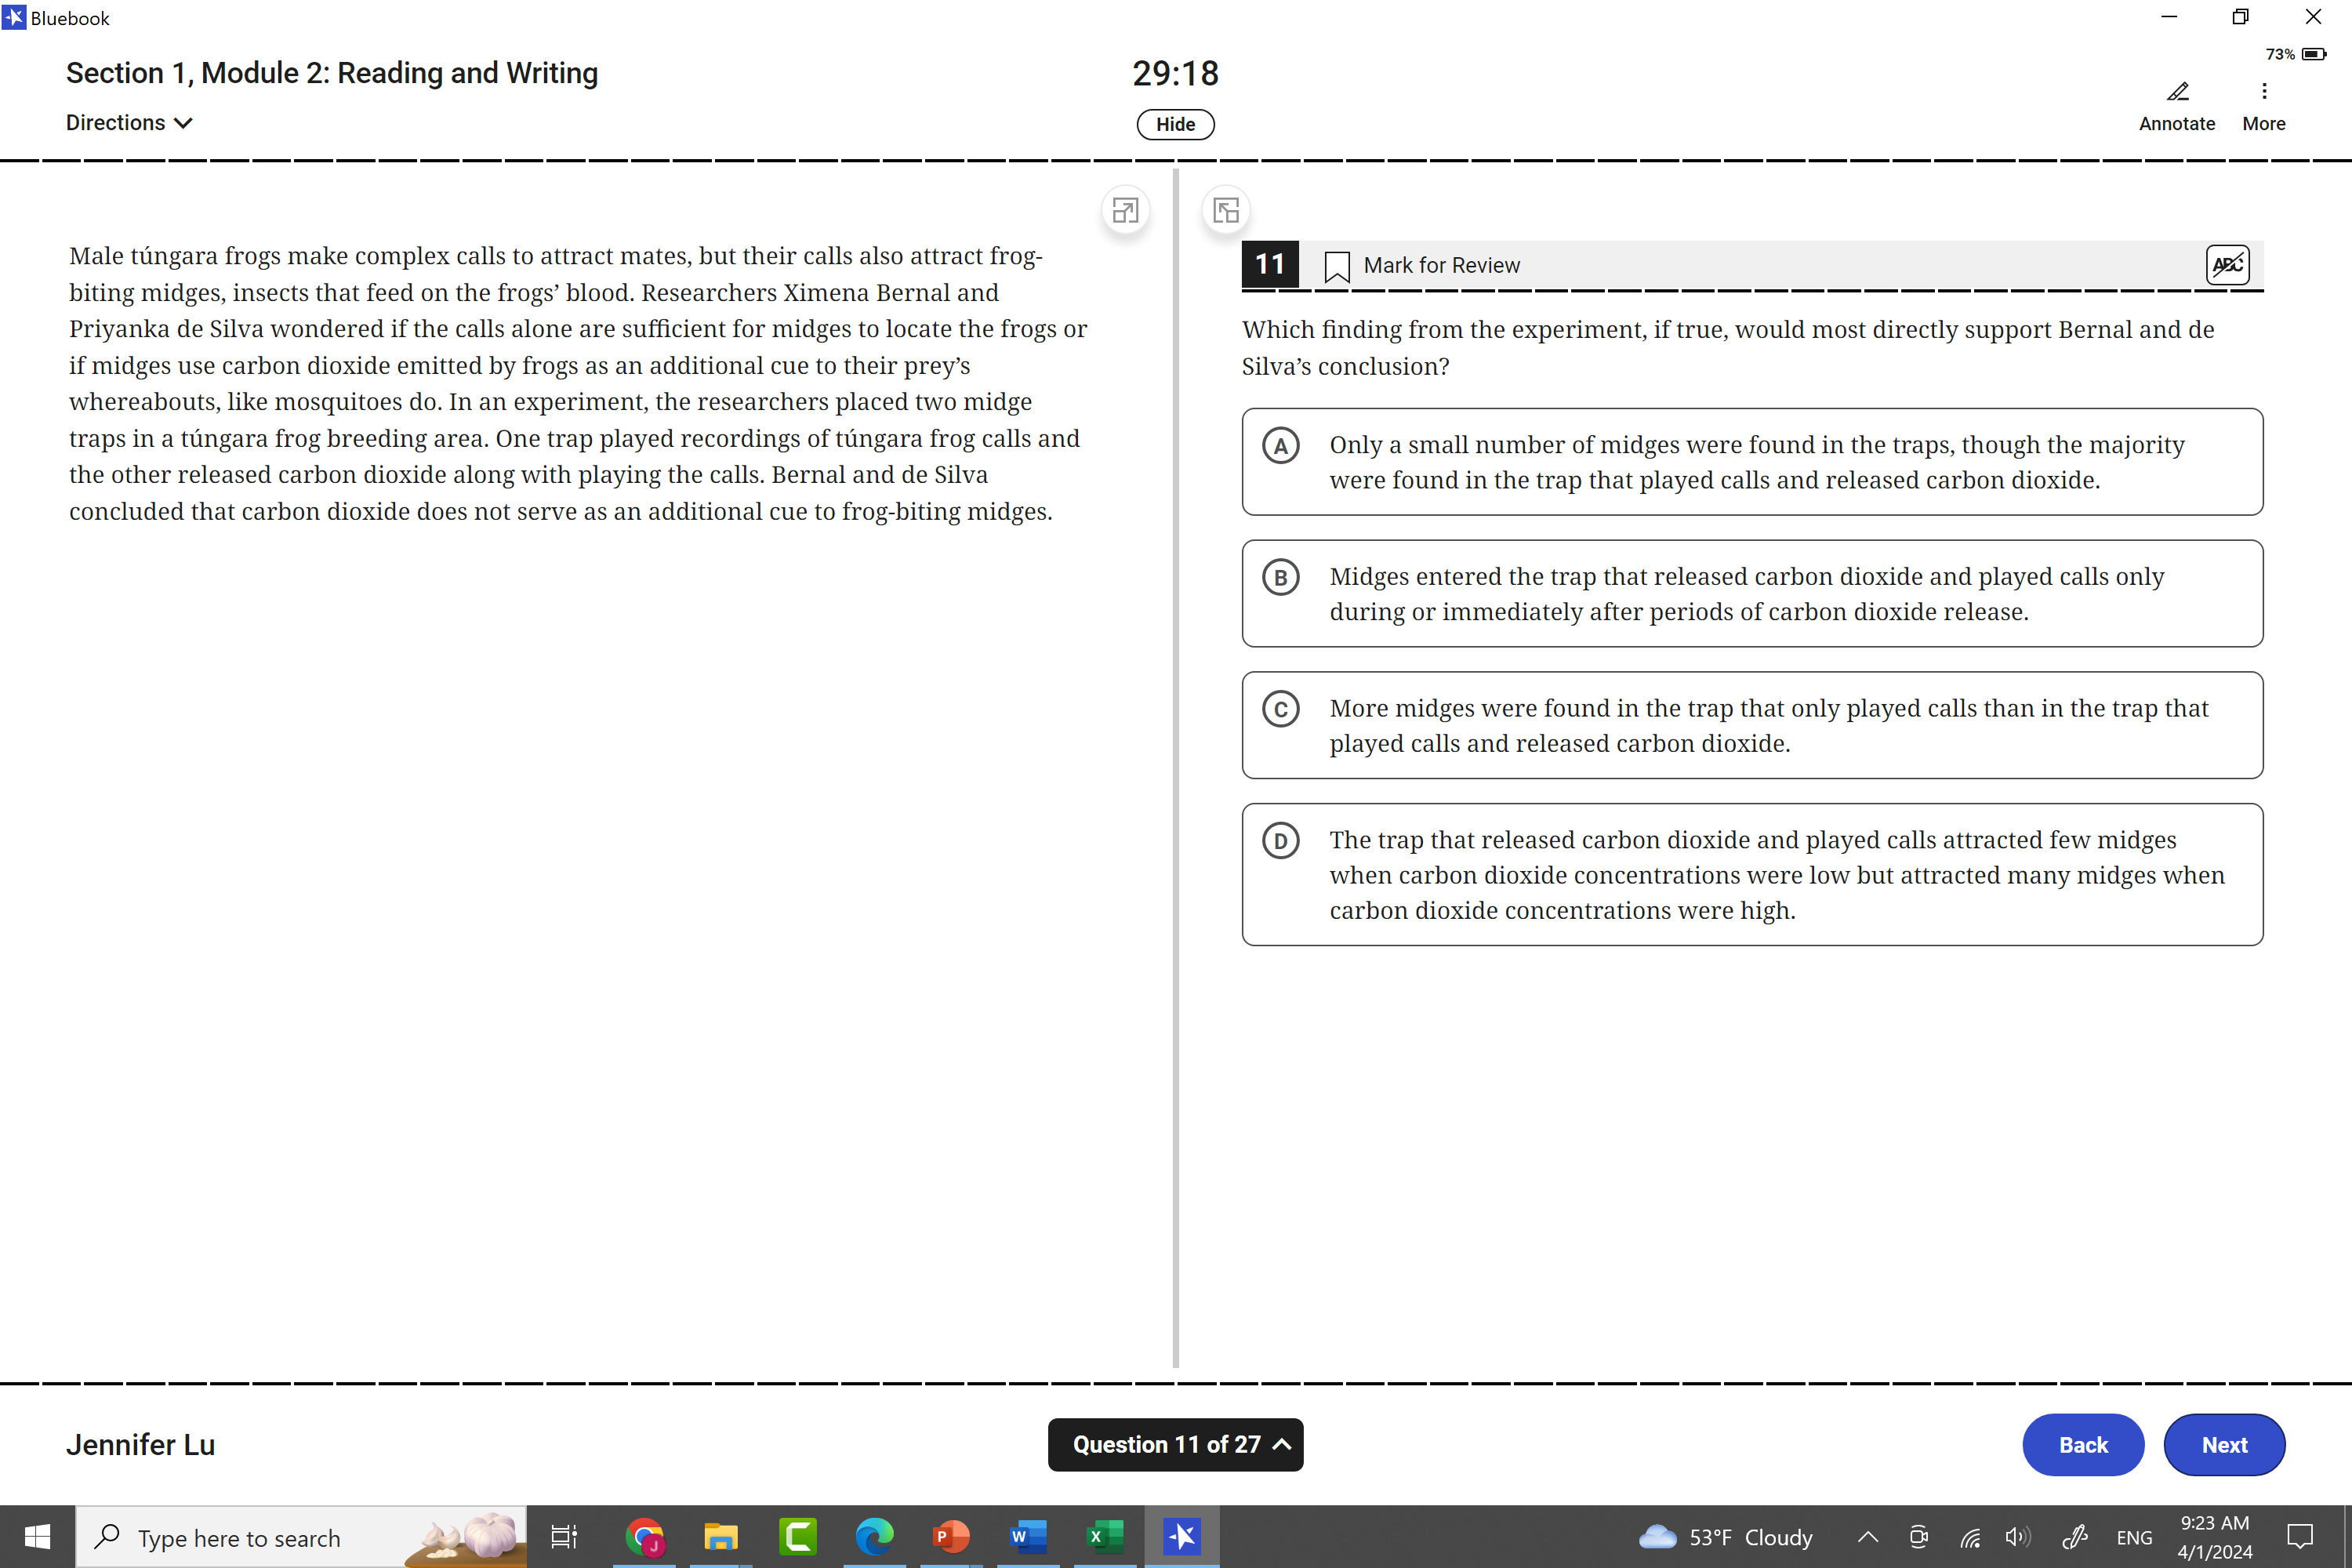 Bluebook
Section 1, Module 2: Reading and Writing
29:18
73%
Directions
Hide
Annotate
More
Male túngara frogs make complex calls to attract mates, but their calls also attract frog-
biting midges, insects that feed on the frogs’ blood. Researchers Ximena Bernal and
Priyanka de Silva wondered if the calls alone are sufficient for midges to locate the frogs or
if midges use carbon dioxide emitted by frogs as an additional cue to their prey’s
whereabouts, like mosquitoes do. In an experiment, the researchers placed two midge
traps in a túngara frog breeding area. One trap played recordings of túngara frog calls and
the other released carbon dioxide along with playing the calls. Bernal and de Silva
concluded that carbon dioxide does not serve as an additional cue to frog-biting midges.
11
Mark for Review
ABC
Which finding from the experiment, if true, would most directly support Bernal and de
Silva’s conclusion?
A
Only a small number of midges were found in the traps, though the majority
were found in the trap that played calls and released carbon dioxide.
B
Midges entered the trap that released carbon dioxide and played calls only
during or immediately after periods of carbon dioxide release.
C
More midges were found in the trap that only played calls than in the trap that
played calls and released carbon dioxide.
D
The trap that released carbon dioxide and played calls attracted few midges
when carbon dioxide concentrations were low but attracted many midges when
carbon dioxide concentrations were high.
Jennifer Lu
Question 11 of 27
Back
Next
Type here to search
J
P
W
X
53°F Cloudy
ENG
9:23 AM
4/1/2024